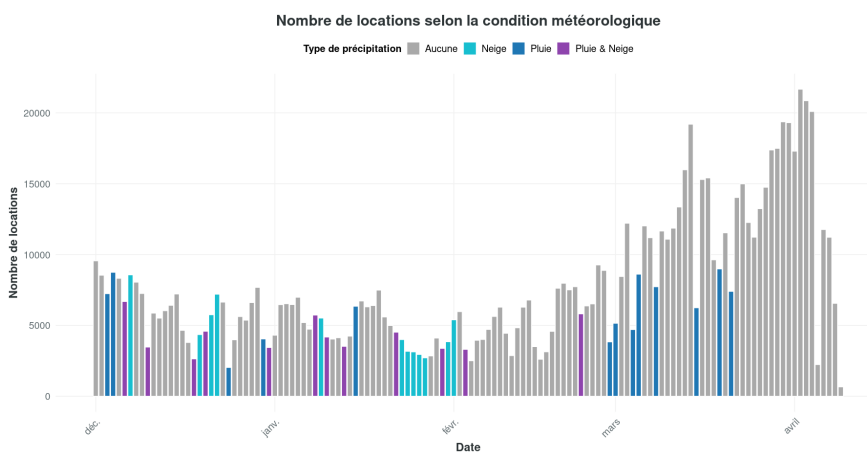 Nombre de locations selon la condition météorologique
Type de précipitation Aucune Neige Pluie Pluie & Neige
Nombre de locations
20000
15000
10000
5000
0
déc. janv. févr. mars avril
Date